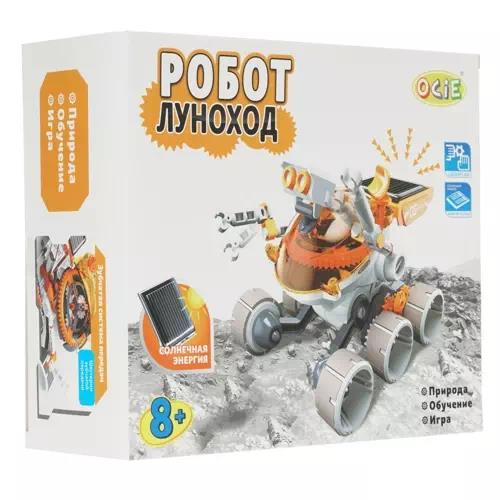 РОБОТ
ЛУНОХОД
OCIE
Природа
Обучение
Игра
Зубчатая система передач
СОЛНЕЧНАЯ
ЭНЕРГИЯ
8+
Природа
Обучение
Игра